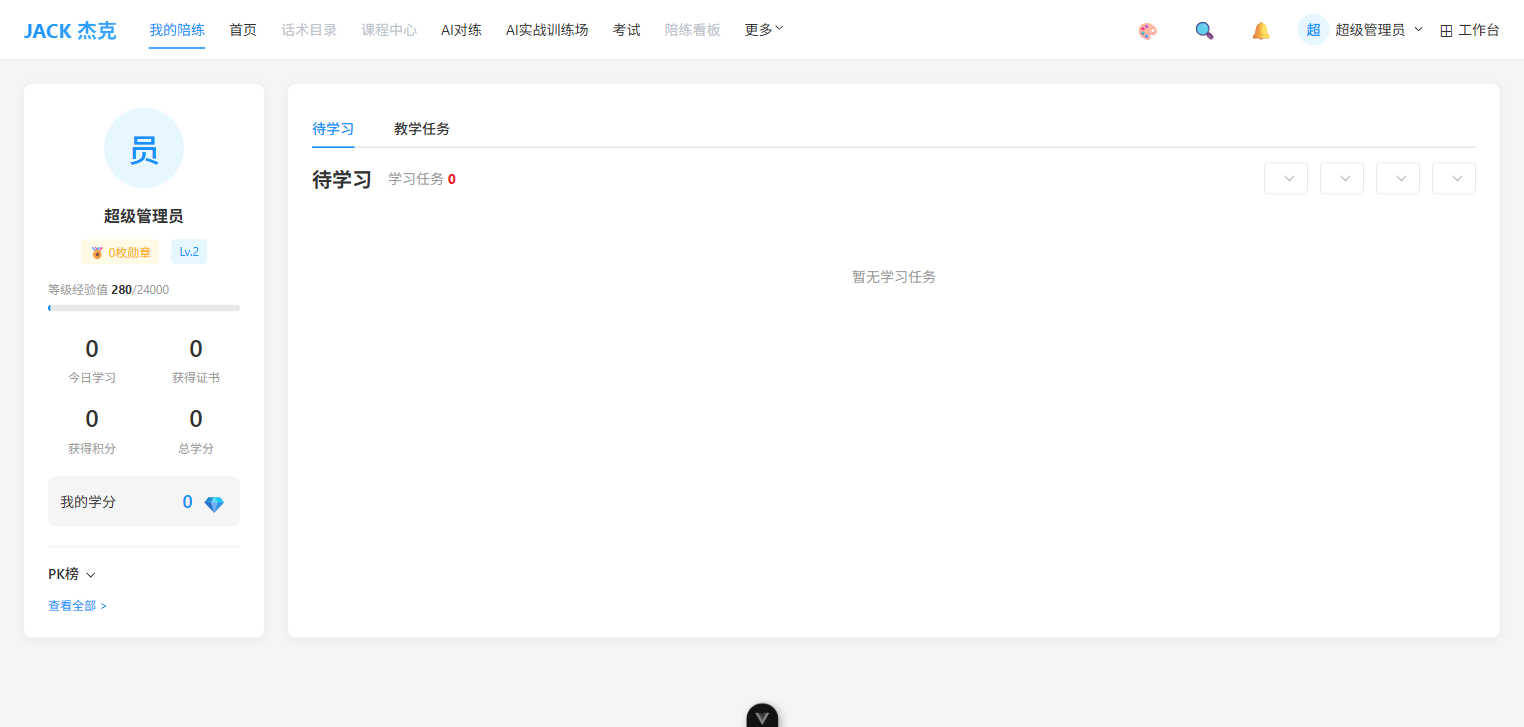 JACK 杰克 我的陪练 首页 话术目录 课程中心 AI对练 AI实战训练场 考试 陪练看板 更多 超 超级管理员 工作台
员
超级管理员
0枚勋章 Lv.2
等级经验值 280/24000
0 0
今日学习 获得证书
0 0
获得积分 总学分
我的学分 0
PK榜
查看全部 >
待学习 教学任务
待学习 学习任务 0
暂无学习任务